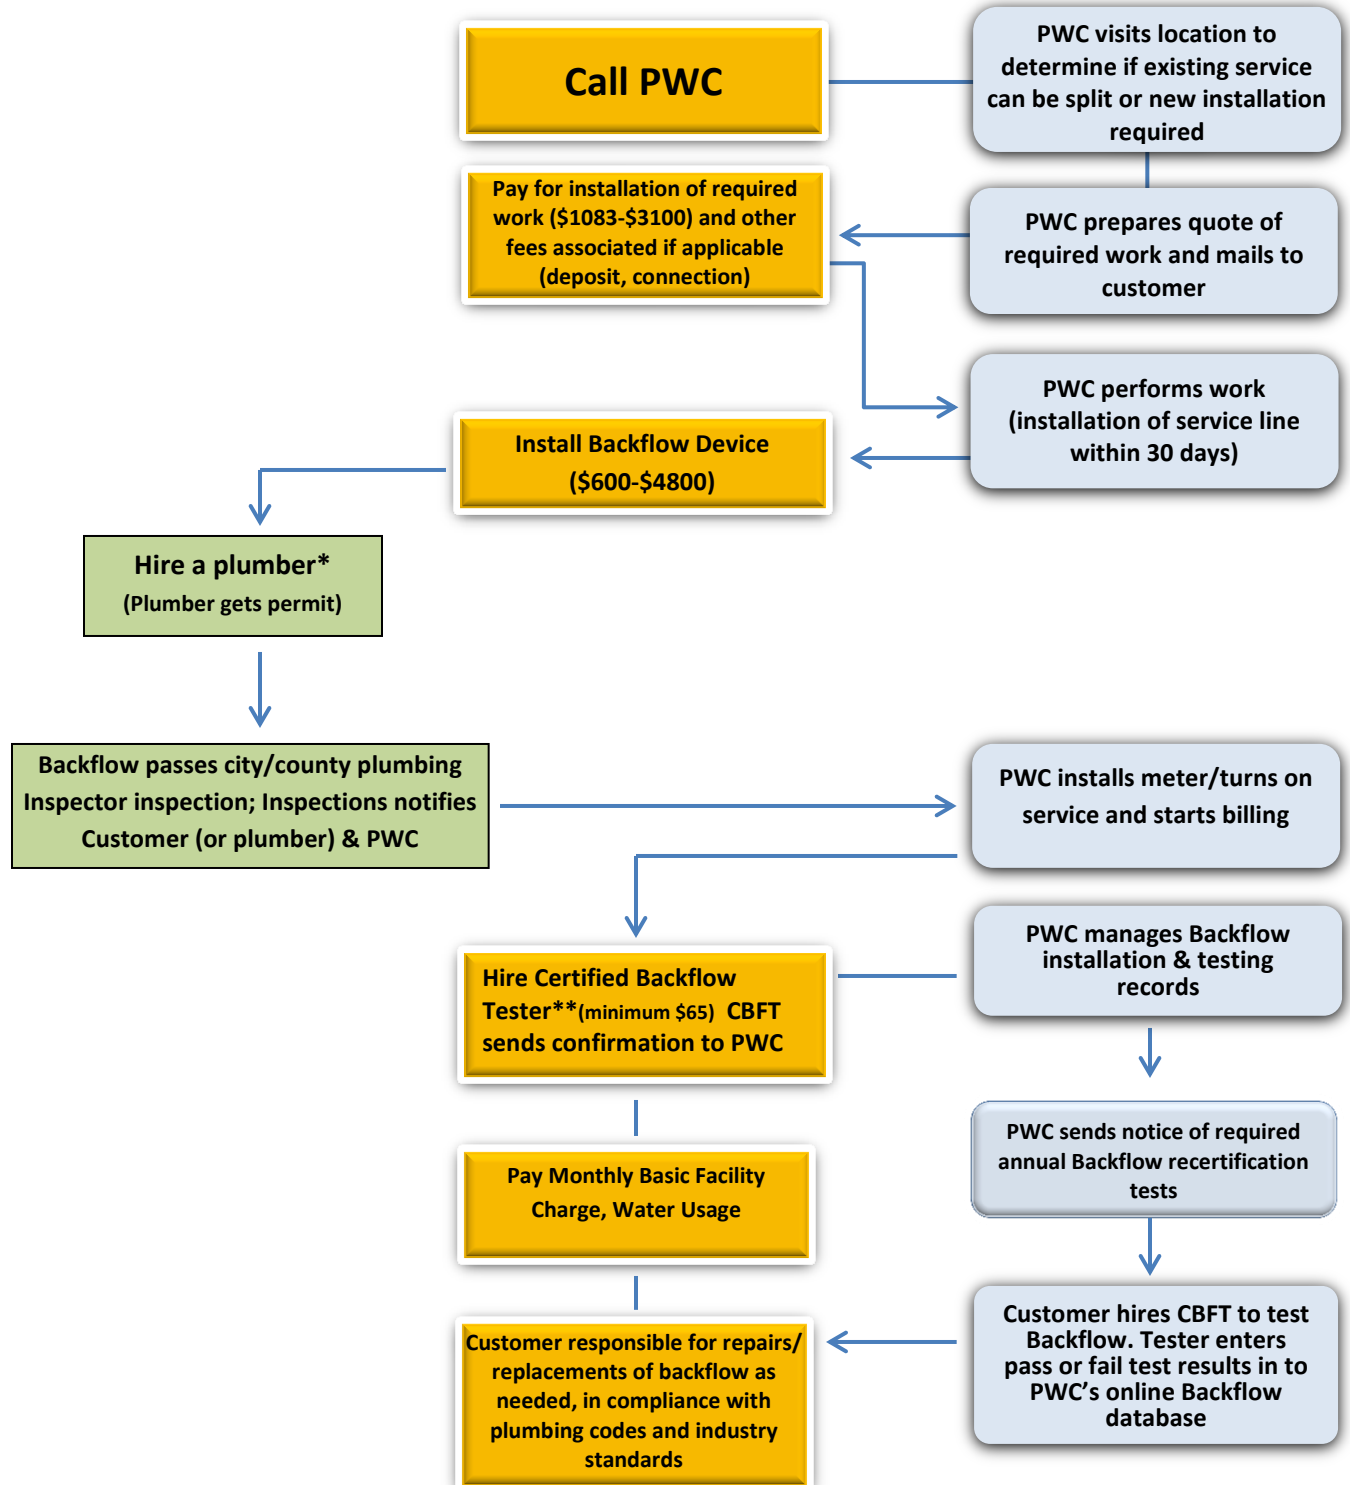 Call PWC
PWC visits location to
determine if existing service
can be split or new installation
required
Pay for installation of required
work ($1083-$3100) and other
fees associated if applicable
(deposit, connection)
PWC prepares quote of
required work and mails to
customer
PWC performs work
(installation of service line
within 30 days)
Install Backflow Device
($600-$4800)
Hire a plumber*
(Plumber gets permit)
Backflow passes city/county plumbing
Inspector inspection; Inspections notifies
Customer (or plumber) & PWC
PWC installs meter/turns on
service and starts billing
Hire Certified Backflow
Tester**(minimum $65) CBFT
sends confirmation to PWC
PWC manages Backflow
installation & testing
records
PWC sends notice of required
annual Backflow recertification
tests
Pay Monthly Basic Facility
Charge, Water Usage
Customer hires CBFT to test
Backflow. Tester enters
pass or fail test results in to
PWC’s online Backflow
database
Customer responsible for repairs/
replacements of backflow as
needed, in compliance with
plumbing codes and industry
standards